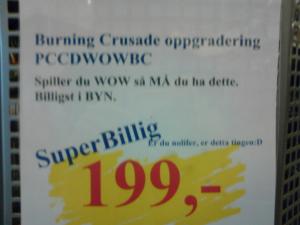 Burning Crusade oppgradering
PCCDWOWBC
Spiller du WOW så MÅ du ha dette.
Billigst i BYN.
SuperBillig
Er du nolifer, er detta tingen:D
199,-